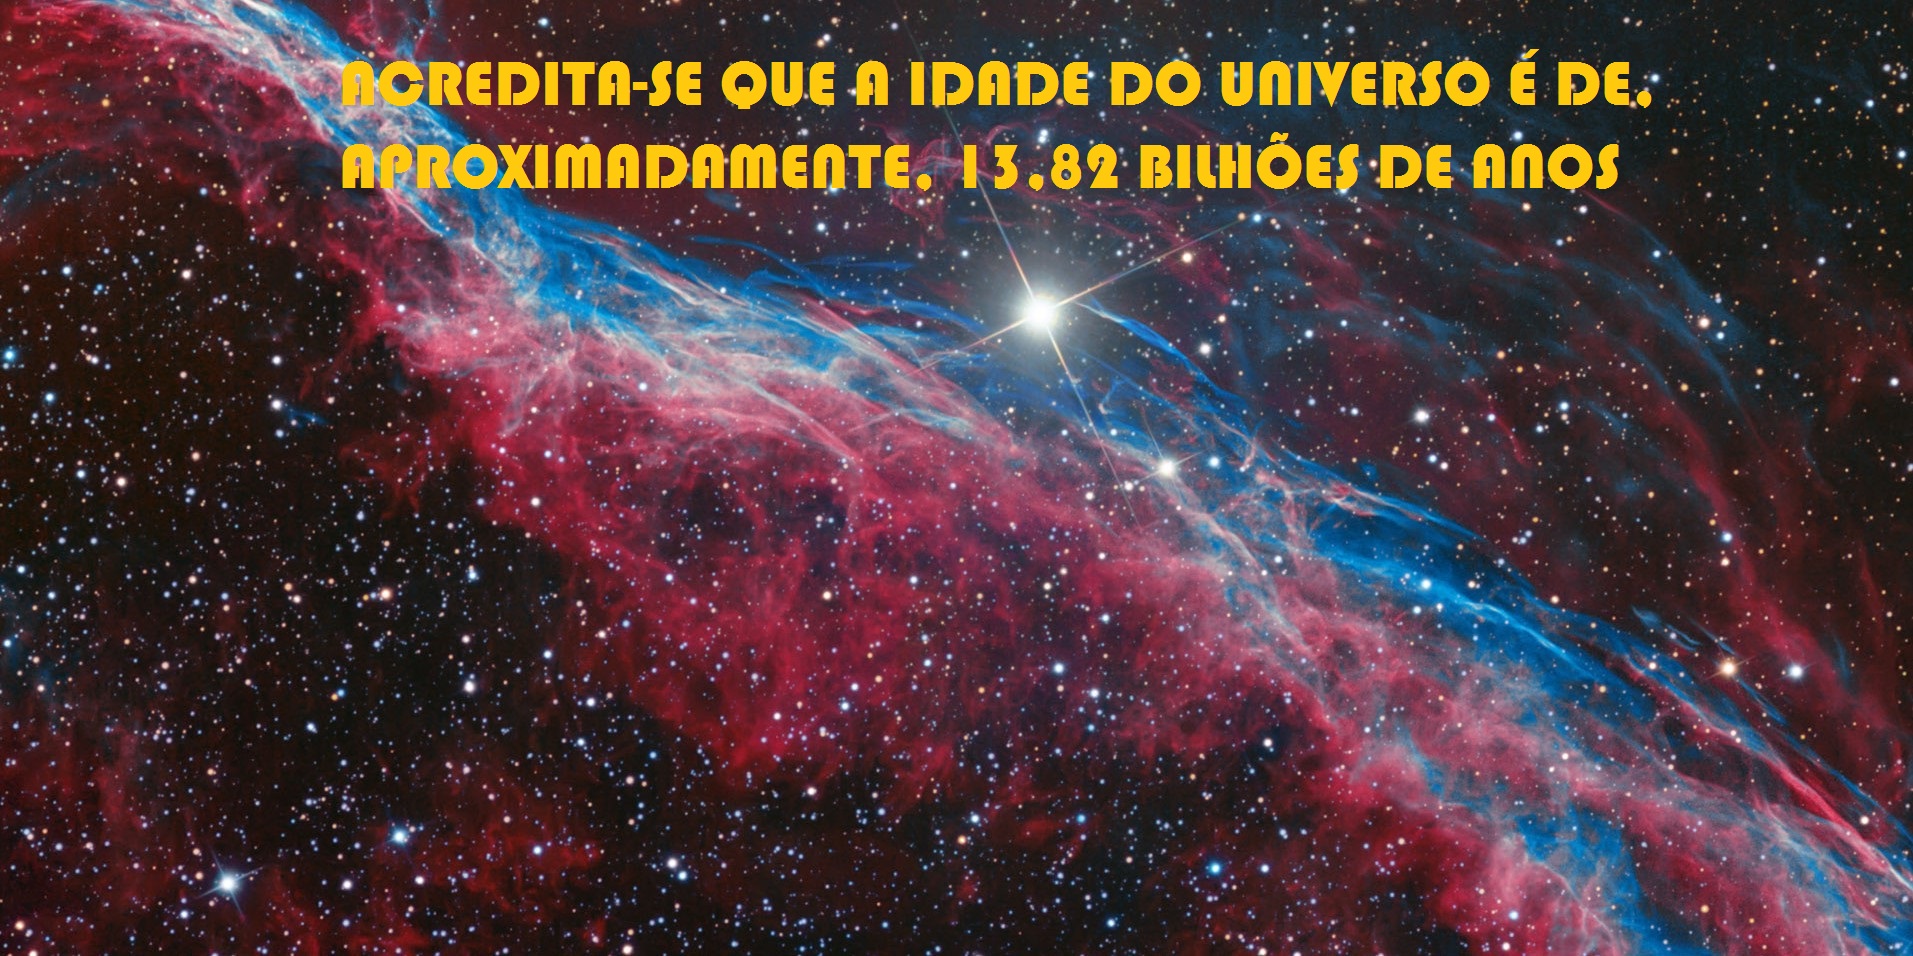 ACREDITA-SE QUE A IDADE DO UNIVERSO É DE,
APROXIMADAMENTE, 13,82 BILHÕES DE ANOS